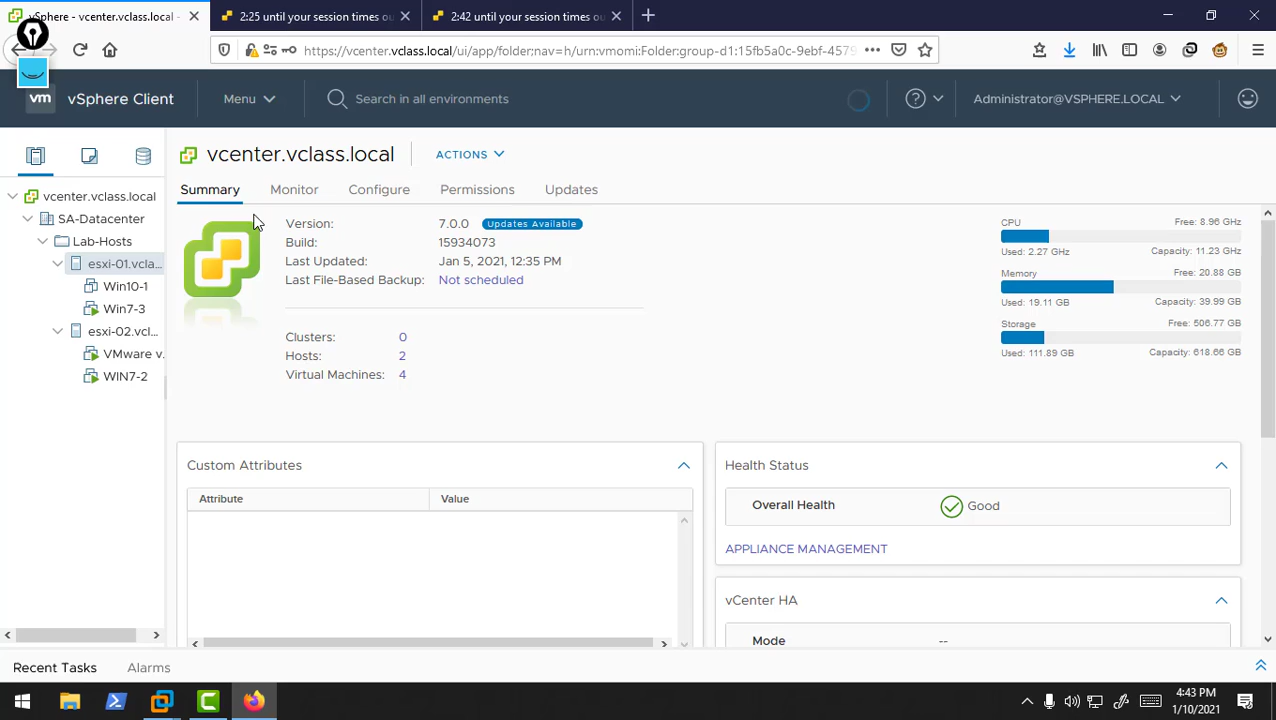 vSphere - vcenter.vclass.local -
2:25 until your session times ou
2:42 until your session times ou
https://vcenter.vclass.local/ui/app/folder;nav=h/urn:vmomi:Folder:group-d1:15fb5a0c-9ebf-4579
vm vSphere Client Menu Search in all environments Administrator@VSPHERE.LOCAL
vcenter.vclass.local ACTIONS
Summary Monitor Configure Permissions Updates
vcenter.vclass.local
SA-Datacenter
Lab-Hosts
esxi-01.vcla...
Win10-1
Win7-3
esxi-02.vcl...
VMware v.
WIN7-2
Version: 7.0.0 Updates Available
Build: 15934073
Last Updated: Jan 5, 2021, 12:35 PM
Last File-Based Backup: Not scheduled
Clusters: 0
Hosts: 2
Virtual Machines: 4
CPU Free: 8.96 GHz
Used: 2.27 GHz Capacity: 11.23 GHz
Memory Free: 20.88 GB
Used: 19.11 GB Capacity: 39.99 GB
Storage Free: 506.77 GB
Used: 111.89 GB Capacity: 618.66 GB
Custom Attributes
Attribute Value
Health Status
Overall Health Good
APPLIANCE MANAGEMENT
vCenter HA
Mode --
Recent Tasks Alarms
4:43 PM
1/10/2021